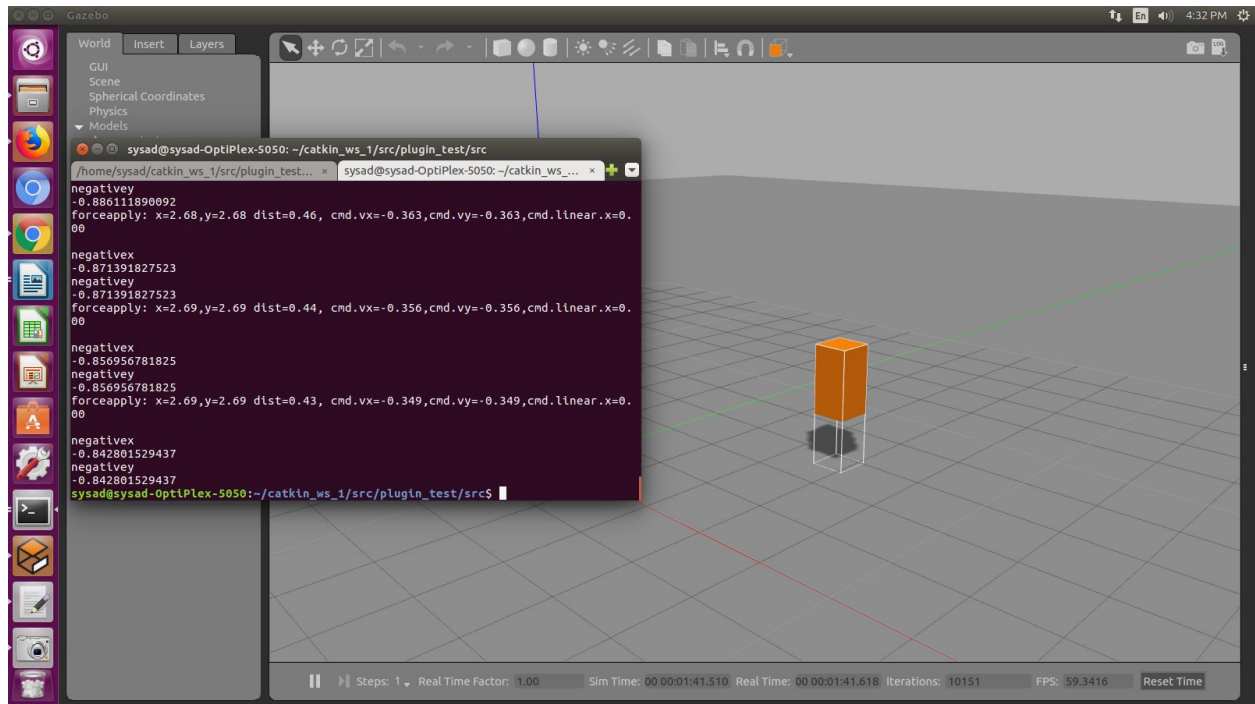 Gazebo
En
4:32 PM
World Insert Layers
GUI
Scene
Spherical Coordinates
Physics
Models
sysad@sysad-OptiPlex-5050: ~/catkin_ws_1/src/plugin_test/src
/home/sysad/catkin_ws_1/src/plugin_test... × sysad@sysad-OptiPlex-5050: ~/catkin_ws_... ×
negativey
-0.886111890092
forceapply: x=2.68,y=2.68 dist=0.46, cmd.vx=-0.363,cmd.vy=-0.363,cmd.linear.x=0.
00
negativex
-0.871391827523
negativey
-0.871391827523
forceapply: x=2.69,y=2.69 dist=0.44, cmd.vx=-0.356,cmd.vy=-0.356,cmd.linear.x=0.
00
negativex
-0.856956781825
negativey
-0.856956781825
forceapply: x=2.69,y=2.69 dist=0.43, cmd.vx=-0.349,cmd.vy=-0.349,cmd.linear.x=0.
00
negativex
-0.842801529437
negativey
-0.842801529437
sysad@sysad-OptiPlex-5050:~/catkin_ws_1/src/plugin_test/src$
Steps: 1 Real Time Factor: 1.00 Sim Time: 00 00:01:41.510 Real Time: 00 00:01:41.618 Iterations: 10151 FPS: 59.3416 Reset Time